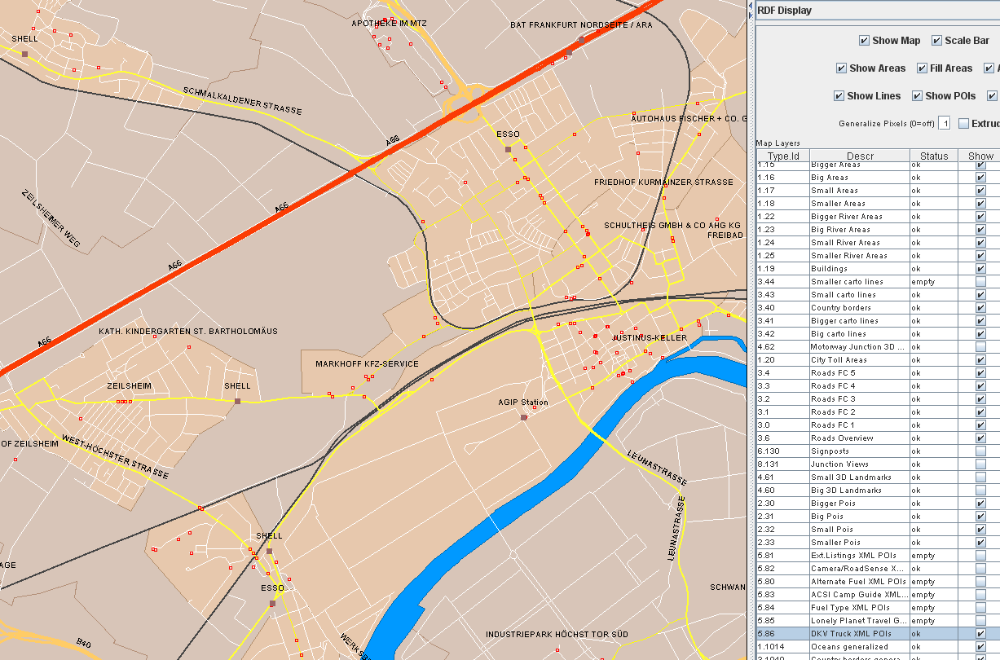 APOTHEKE IM MTZ
BAT FRANKFURT NORDSEITE / ARA
SHELL
SCHMALKALDENER STRASSE
AUTOHAUS FISCHER + CO. G
ESSO
A66
FRIEDHOF KURMAINZER STRASSE
ZEILSHEIMER WEG
A66
SCHULTHEIS GMBH & CO AHG KG
FREIBAD
A66
KATH. KINDERGARTEN ST. BARTHOLOMÄUS
A66
JUSTINUS-KELLER
MARKHOFF KFZ-SERVICE
ZEILSHEIM
SHELL
AGIP Station
OF ZEILSHEIM
WEST-HÖCHSTER STRASSE
LEUNASTRASSE
LEUNASTRASSE
SHELL
AGE
ESSO
SCHWAN
INDUSTRIEPARK HÖCHST TOR SÜD
B40
RDF Display
Show Map Scale Bar
Show Areas Fill Areas
Show Lines Show POIs
Generalize Pixels (0=off) 1 Extruc
Map Layers
Type.Id Descr Status Show
1.15 Bigger Areas ok
1.16 Big Areas ok
1.17 Small Areas ok
1.18 Smaller Areas ok
1.22 Bigger River Areas ok
1.23 Big River Areas ok
1.24 Small River Areas ok
1.25 Smaller River Areas ok
1.19 Buildings ok
3.44 Smaller carto lines empty
3.43 Small carto lines ok
3.40 Country borders ok
3.41 Bigger carto lines ok
3.42 Big carto lines ok
4.62 Motorway Junction 3D ... ok
1.20 City Toll Areas ok
3.4 Roads FC 5 ok
3.3 Roads FC 4 ok
3.2 Roads FC 3 ok
3.1 Roads FC 2 ok
3.0 Roads FC 1 ok
3.6 Roads Overview ok
6.130 Signposts ok
8.131 Junction Views ok
4.61 Small 3D Landmarks ok
4.60 Big 3D Landmarks ok
2.30 Bigger Pois ok
2.31 Big Pois ok
2.32 Small Pois ok
2.33 Smaller Pois ok
5.81 Ext.Listings XML POIs empty
5.82 Camera/RoadSense X... ok
5.80 Alternate Fuel XML POIs empty
5.83 ACSI Camp Guide XML... empty
5.84 Fuel Type XML POIs empty
5.85 Lonely Planet Travel G... empty
5.86 DKV Truck XML POIs ok
1.1014 Oceans generalized ok